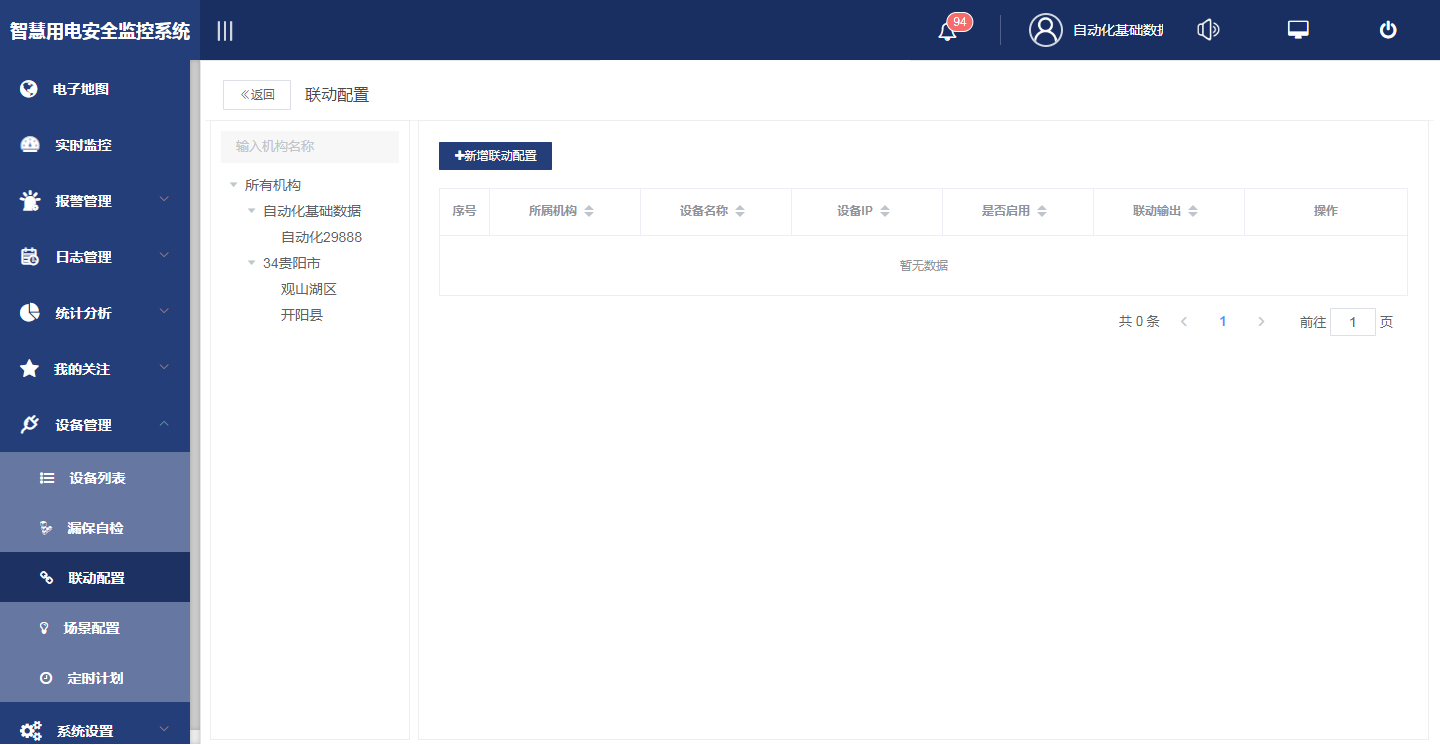 智慧用电安全监控系统
94
自动化基础数据
电子地图
实时监控
报警管理
日志管理
统计分析
我的关注
设备管理
设备列表
漏保自检
联动配置
场景配置
定时计划
系统设置
返回
联动配置
输入机构名称
所有机构
自动化基础数据
自动化29888
34贵阳市
观山湖区
开阳县
新增联动配置
序号 所属机构 设备名称 设备IP 是否启用 联动输出 操作
暂无数据
共 0 条 1 前往 1 页